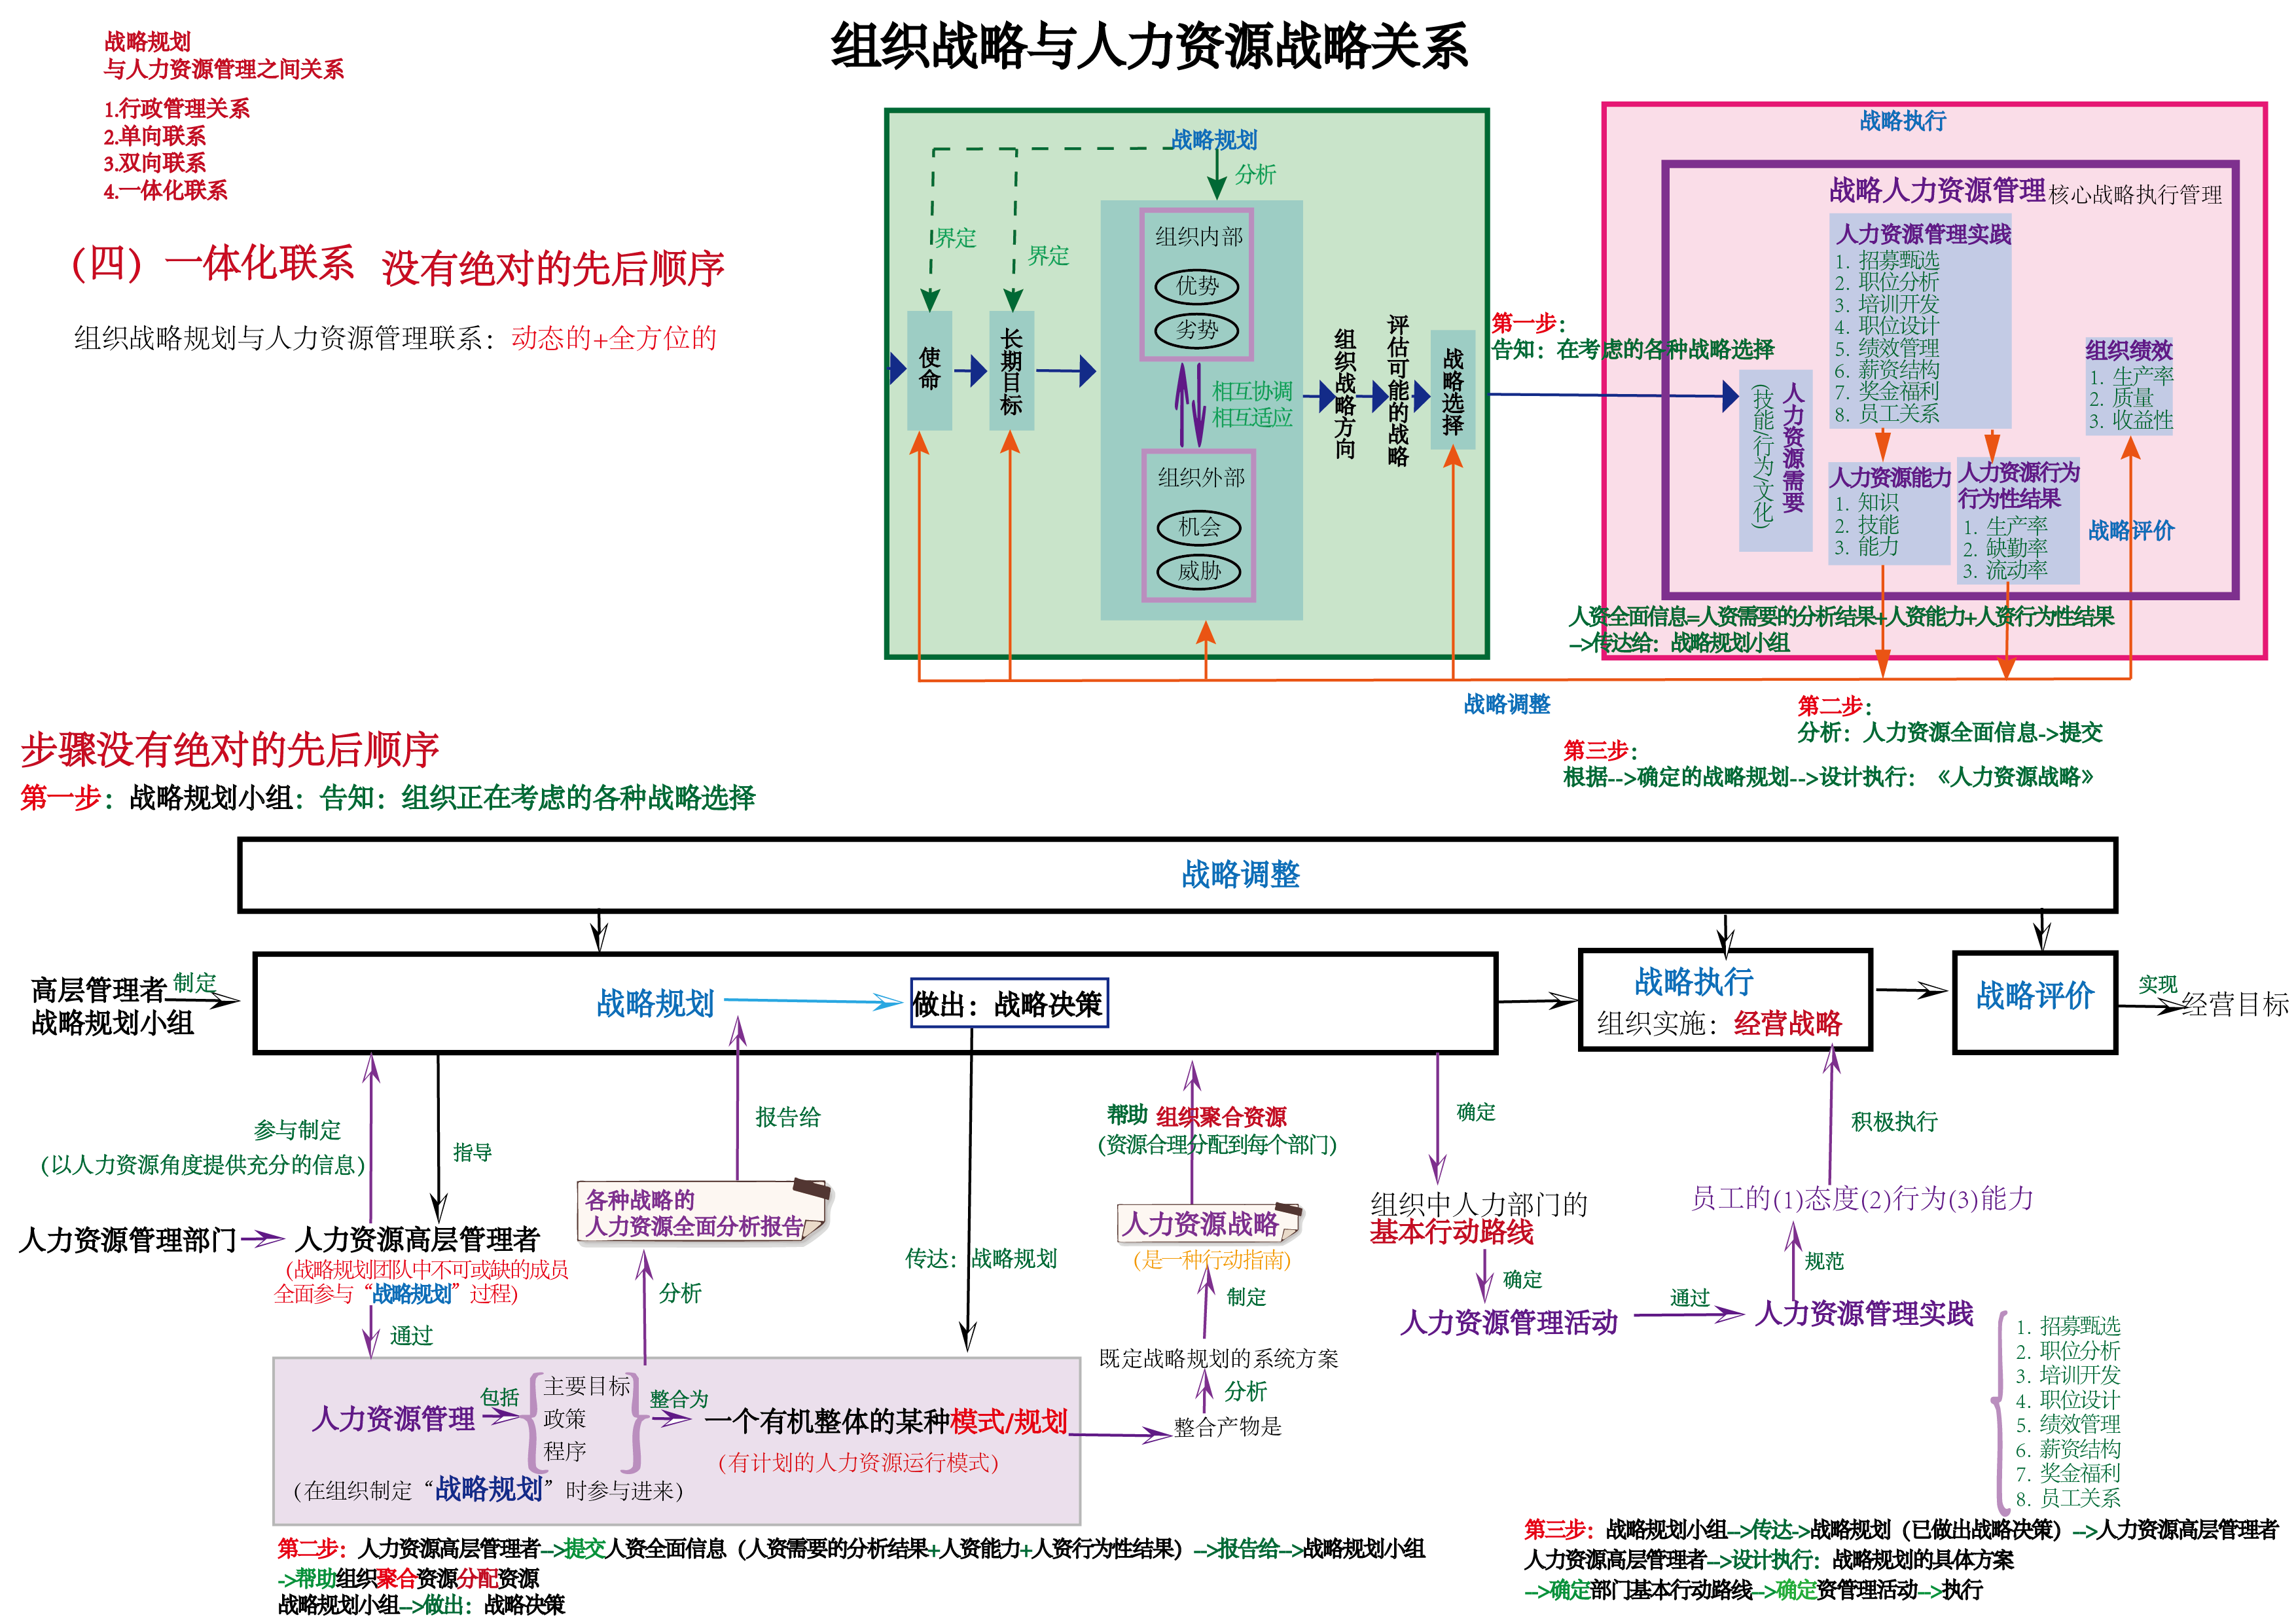 组织战略与人力资源战略关系
战略规划
与人力资源管理之间关系
1.行政管理关系
2.单向联系
3.双向联系
4.一体化联系
（四）一体化联系 没有绝对的先后顺序
组织战略规划与人力资源管理联系：动态的+全方位的
战略规划
分析
界定
界定
使命
长期目标
组织内部
优势
劣势
相互协调
相互适应
组织外部
机会
威胁
组织战略方向
评估可能的战略
战略选择
第一步：
告知：在考虑的各种战略选择
战略执行
战略人力资源管理 核心战略执行管理
人力资源需要
(技能/行为/文化)
人力资源管理实践
1. 招募甄选
2. 职位分析
3. 培训开发
4. 职位设计
5. 绩效管理
6. 薪资结构
7. 奖金福利
8. 员工关系
人力资源能力
1. 知识
2. 技能
3. 能力
人力资源行为
行为性结果
1. 生产率
2. 缺勤率
3. 流动率
组织绩效
1. 生产率
2. 质量
3. 收益性
战略评价
人资全面信息=人资需要的分析结果+人资能力+人资行为性结果
-->传达给：战略规划小组
战略调整
第二步：
分析：人力资源全面信息->提交
第三步：
根据-->确定的战略规划-->设计执行：《人力资源战略》
步骤没有绝对的先后顺序
第一步：战略规划小组：告知：组织正在考虑的各种战略选择
战略调整
高层管理者
战略规划小组
制定
战略规划
做出：战略决策
战略执行
组织实施：经营战略
战略评价
实现
经营目标
参与制定
（以人力资源角度提供充分的信息）
指导
报告给
帮助 组织聚合资源
(资源合理分配到每个部门)
确定
积极执行
人力资源管理部门
人力资源高层管理者
（战略规划团队中不可或缺的成员
全面参与“战略规划”过程)
通过
各种战略的
人力资源全面分析报告
分析
传达：战略规划
人力资源战略
(是一种行动指南)
制定
既定战略规划的系统方案
分析
整合产物是
组织中人力部门的
基本行动路线
确定
人力资源管理活动
通过
员工的(1)态度(2)行为(3)能力
规范
人力资源管理实践
1. 招募甄选
2. 职位分析
3. 培训开发
4. 职位设计
5. 绩效管理
6. 薪资结构
7. 奖金福利
8. 员工关系
人力资源管理
包括
主要目标
政策
程序
整合为
一个有机整体的某种模式/规划
（有计划的人力资源运行模式）
（在组织制定“战略规划”时参与进来）
第二步：人力资源高层管理者-->提交人资全面信息（人资需要的分析结果+人资能力+人资行为性结果）-->报告给-->战略规划小组
->帮助组织聚合资源分配资源
战略规划小组-->做出：战略决策
第三步：战略规划小组-->传达->战略规划（已做出战略决策）-->人力资源高层管理者
人力资源高层管理者-->设计执行：战略规划的具体方案
-->确定部门基本行动路线-->确定资管理活动-->执行